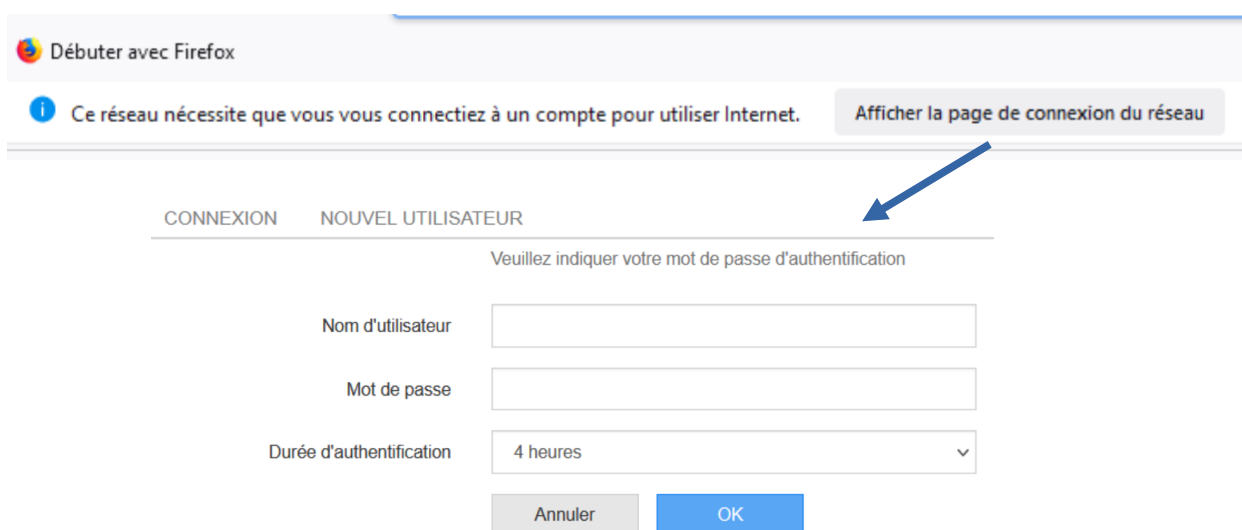 Débuter avec Firefox
Ce réseau nécessite que vous vous connectiez à un compte pour utiliser Internet. Afficher la page de connexion du réseau
CONNEXION NOUVEL UTILISATEUR
Veuillez indiquer votre mot de passe d'authentification
Nom d'utilisateur
Mot de passe
Durée d'authentification 4 heures
Annuler OK